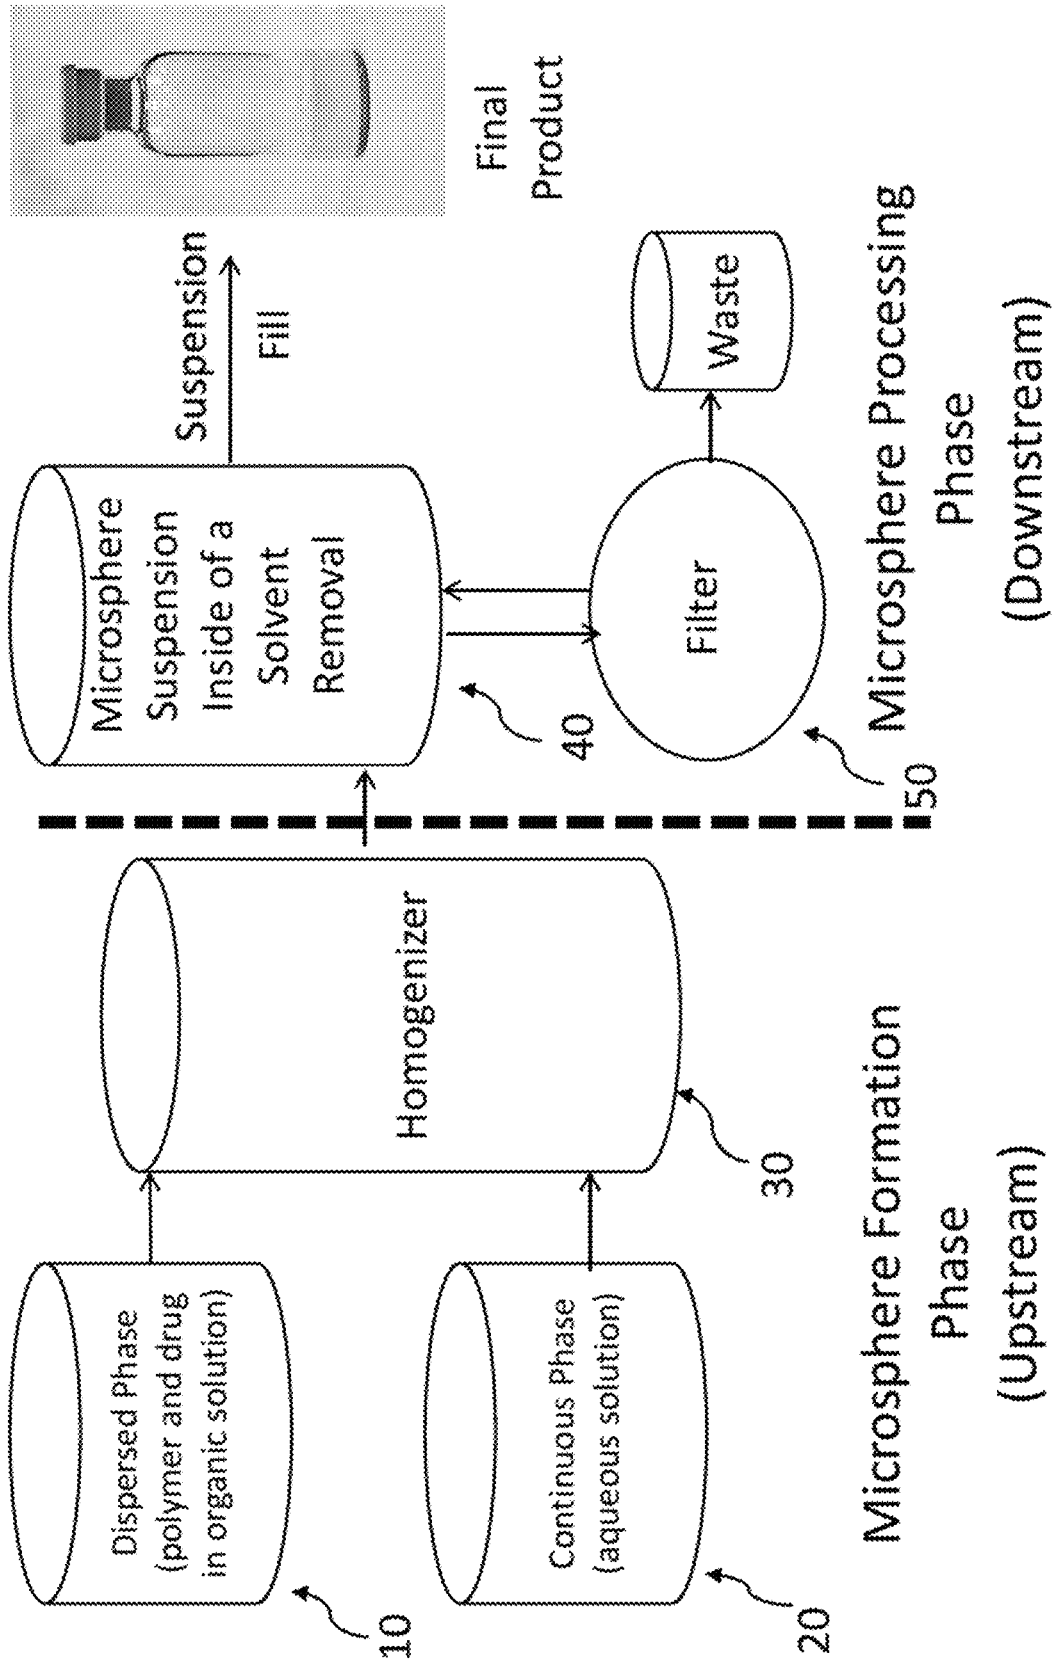 Dispersed Phase
(polymer and drug
in organic solution)
10
Continuous Phase
(aqueous solution)
20
Homogenizer
30
Microsphere Formation
Phase
(Upstream)
Microsphere
Suspension
Inside of a
Solvent
Removal
40
Filter
50
Waste
Suspension
Fill
Final
Product
Microsphere Processing
Phase
(Downstream)